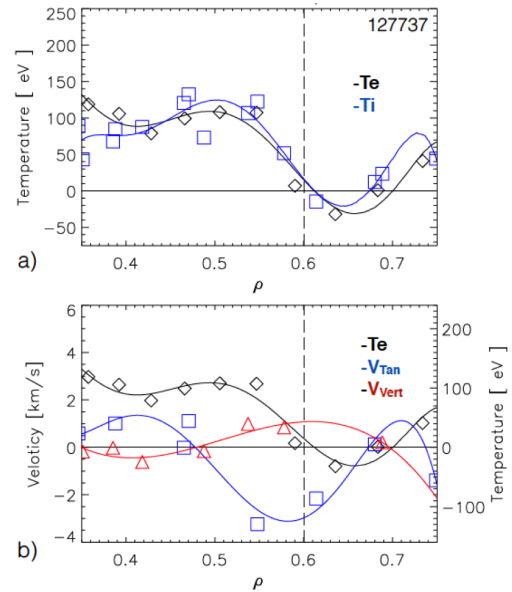 127737
-Te
-Ti
Temperature [ eV]
250
200
150
100
50
0
−50
0.4
0.5
0.6
0.7
ρ
a)
-Te
-VTan
-VVert
Veloticy [km/s]
6
4
2
0
−2
−4
Temperature [ eV]
200
100
0
−100
0.4
0.5
0.6
0.7
ρ
b)